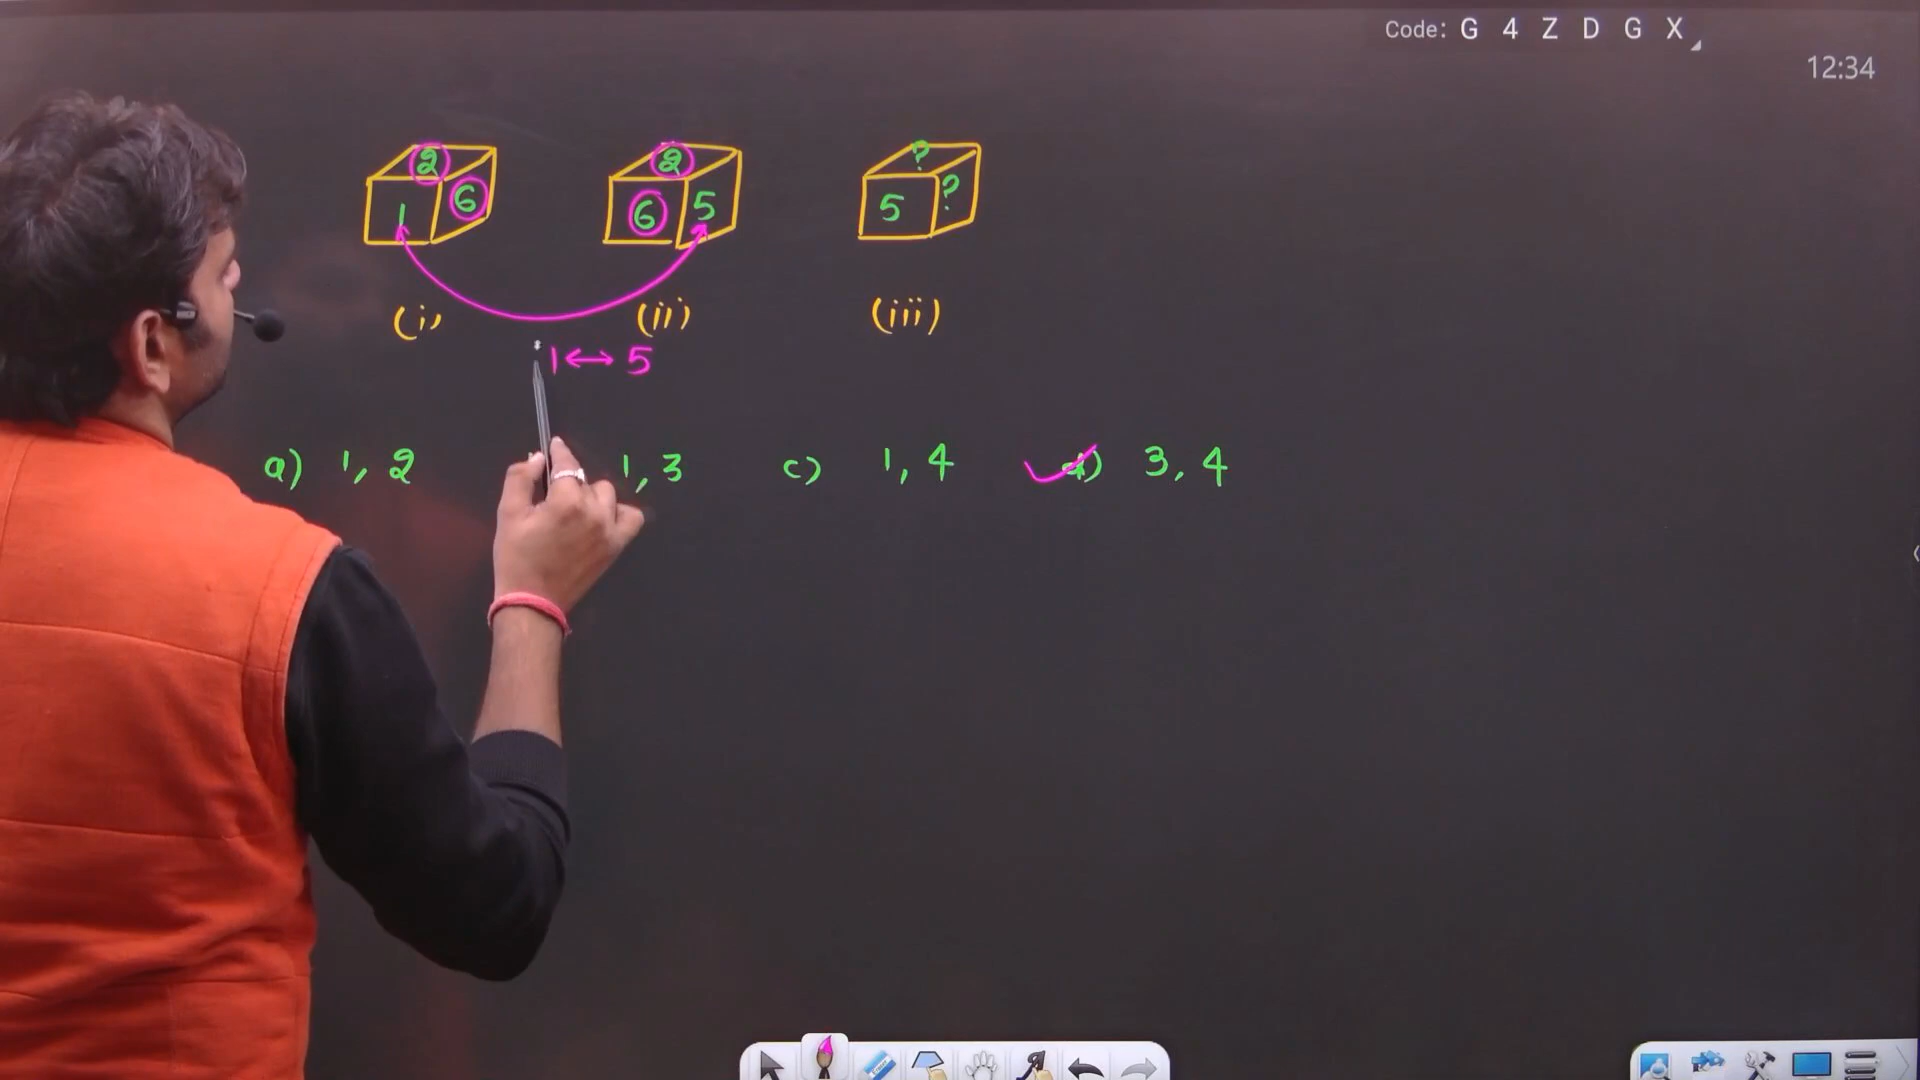 Code: G 4 Z D G X
12:34
2 6 1
2 6 5
? 5 ?
(i)
(ii)
(iii)
1 ↔ 5
a) 1, 2
1, 3
c) 1, 4
d) 3, 4